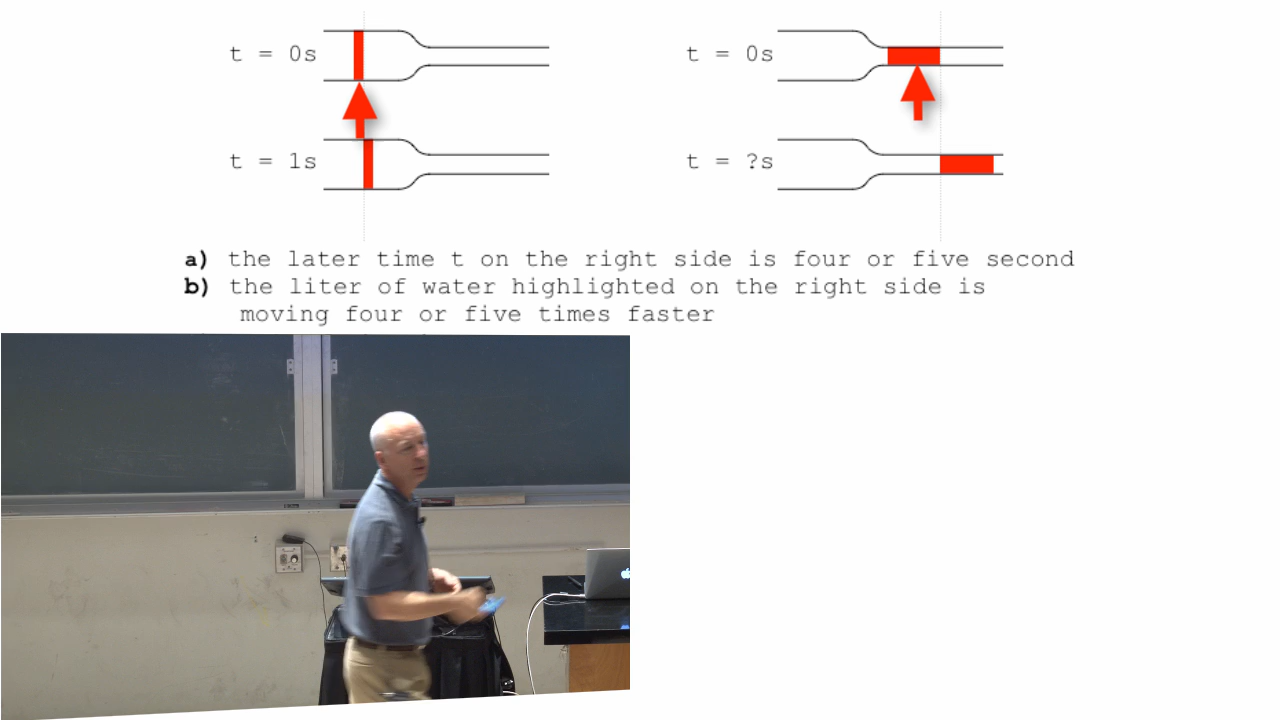 t = 0s
t = 1s
t = 0s
t = ?s
a) the later time t on the right side is four or five second
b) the liter of water highlighted on the right side is
moving four or five times faster